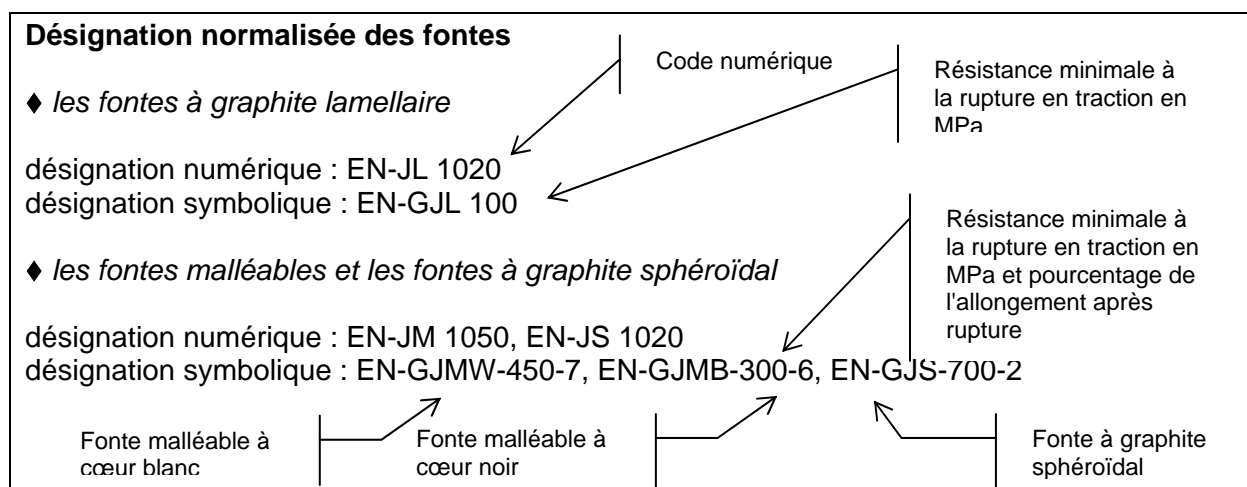 Désignation normalisée des fontes
Code numérique
Résistance minimale à
la rupture en traction en
MPa
♦ les fontes à graphite lamellaire
désignation numérique : EN-JL 1020
désignation symbolique : EN-GJL 100
Résistance minimale à
la rupture en traction en
MPa et pourcentage de
l'allongement après
rupture
♦ les fontes malléables et les fontes à graphite sphéroïdal
désignation numérique : EN-JM 1050, EN-JS 1020
désignation symbolique : EN-GJMW-450-7, EN-GJMB-300-6, EN-GJS-700-2
Fonte malléable à
cœur blanc
Fonte malléable à
cœur noir
Fonte à graphite
sphéroïdal